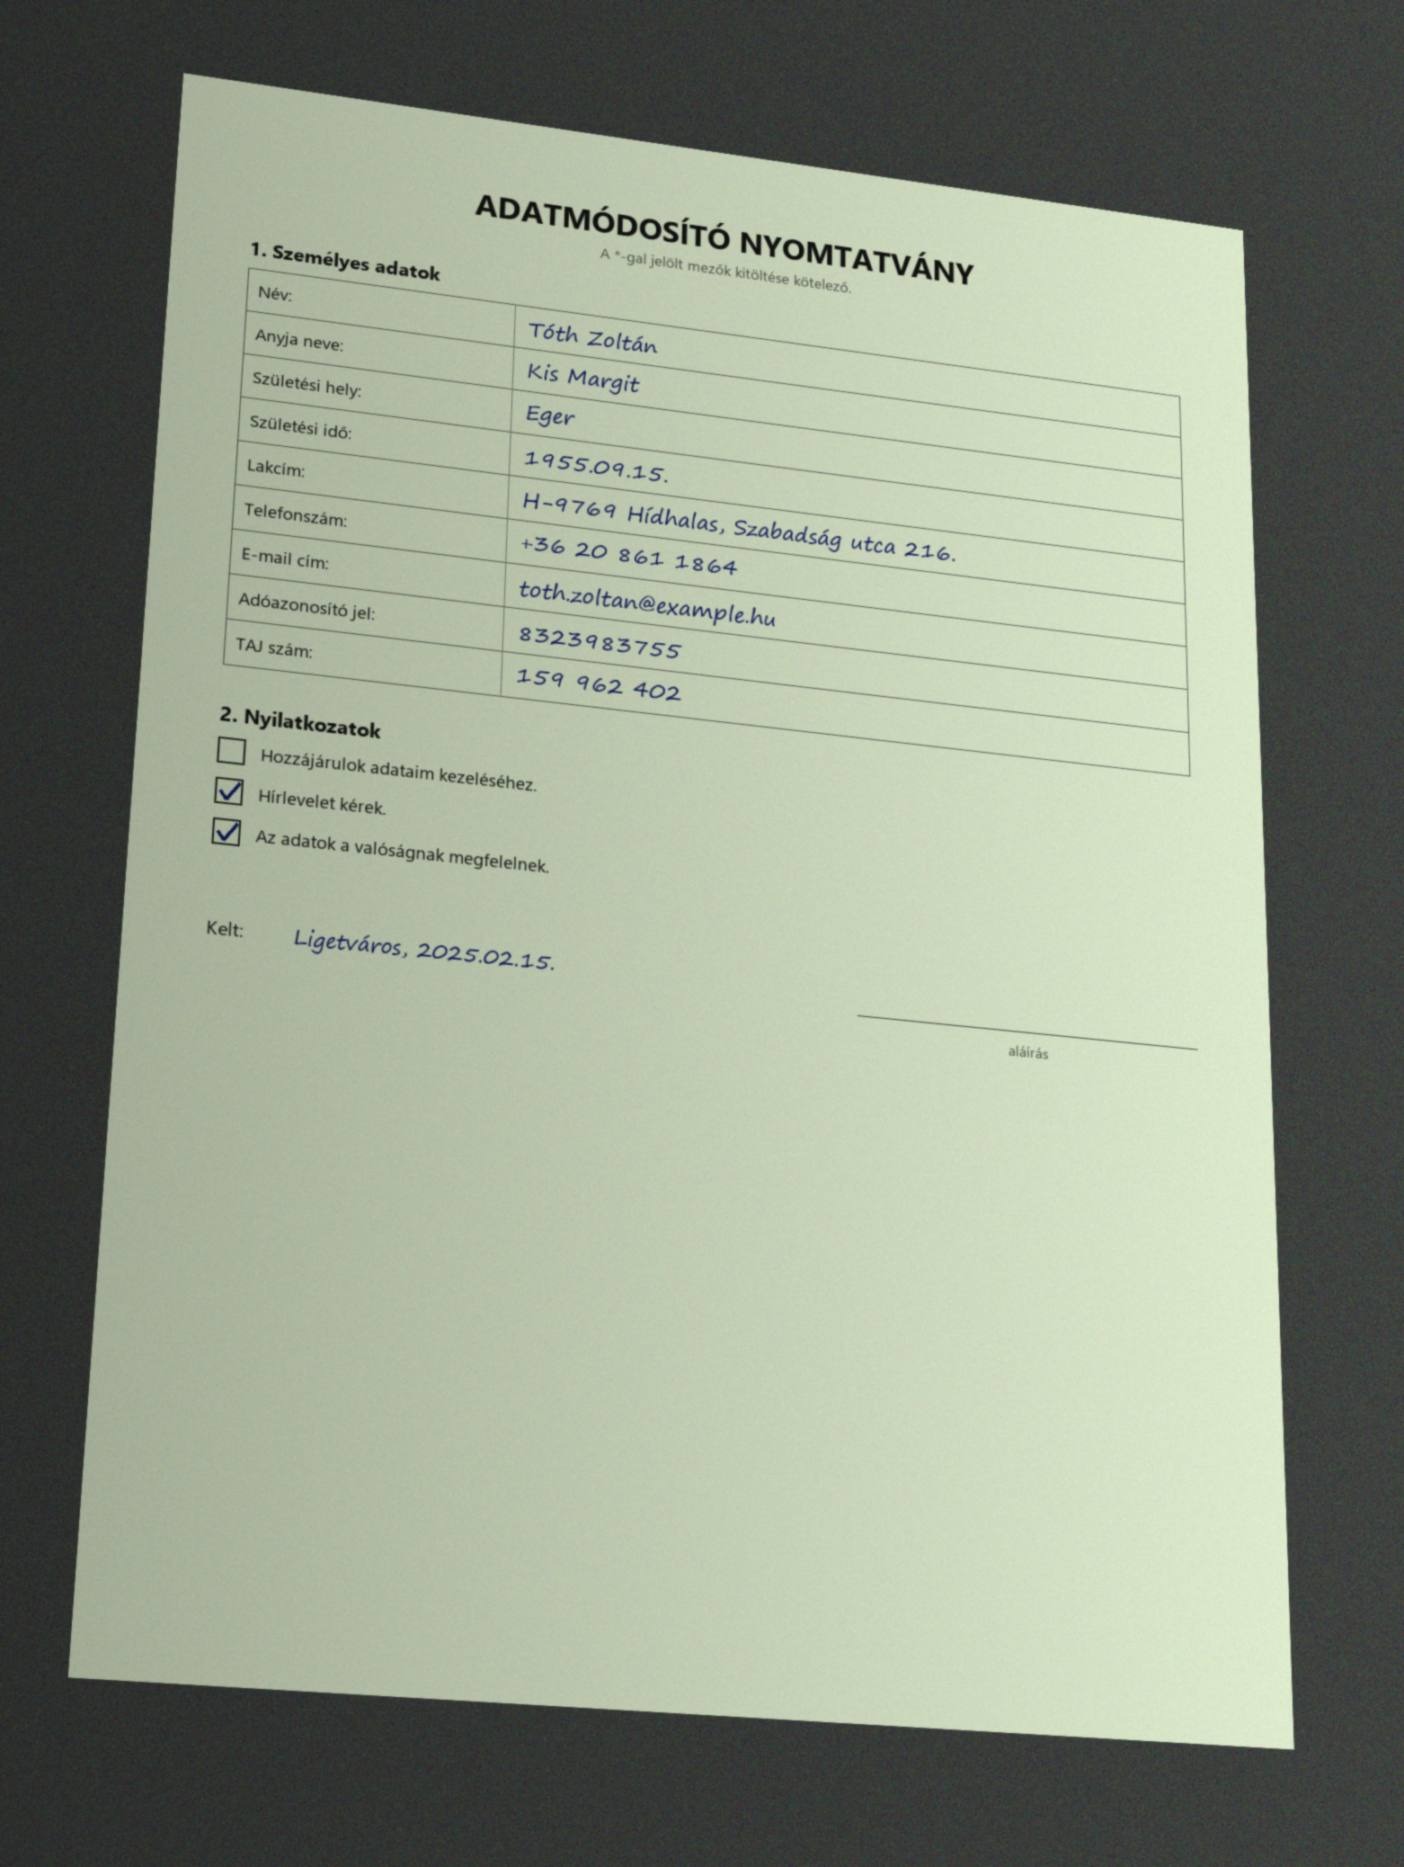 ADATMÓDOSÍTÓ NYOMTATVÁNY
A *-gal jelölt mezők kitöltése kötelező.
1. Személyes adatok
Név: Tóth Zoltán
Anyja neve: Kis Margit
Születési hely: Eger
Születési idő: 1955.09.15.
Lakcím: H-9769 Hídhalas, Szabadság utca 216.
Telefonszám: +36 20 861 1864
E-mail cím: toth.zoltan@example.hu
Adóazonosító jel: 8323983755
TAJ szám: 159 962 402
2. Nyilatkozatok
Hozzájárulok adataim kezeléséhez.
Hírlevelet kérek.
Az adatok a valóságnak megfelelnek.
Kelt: Ligetváros, 2025.02.15.
aláírás